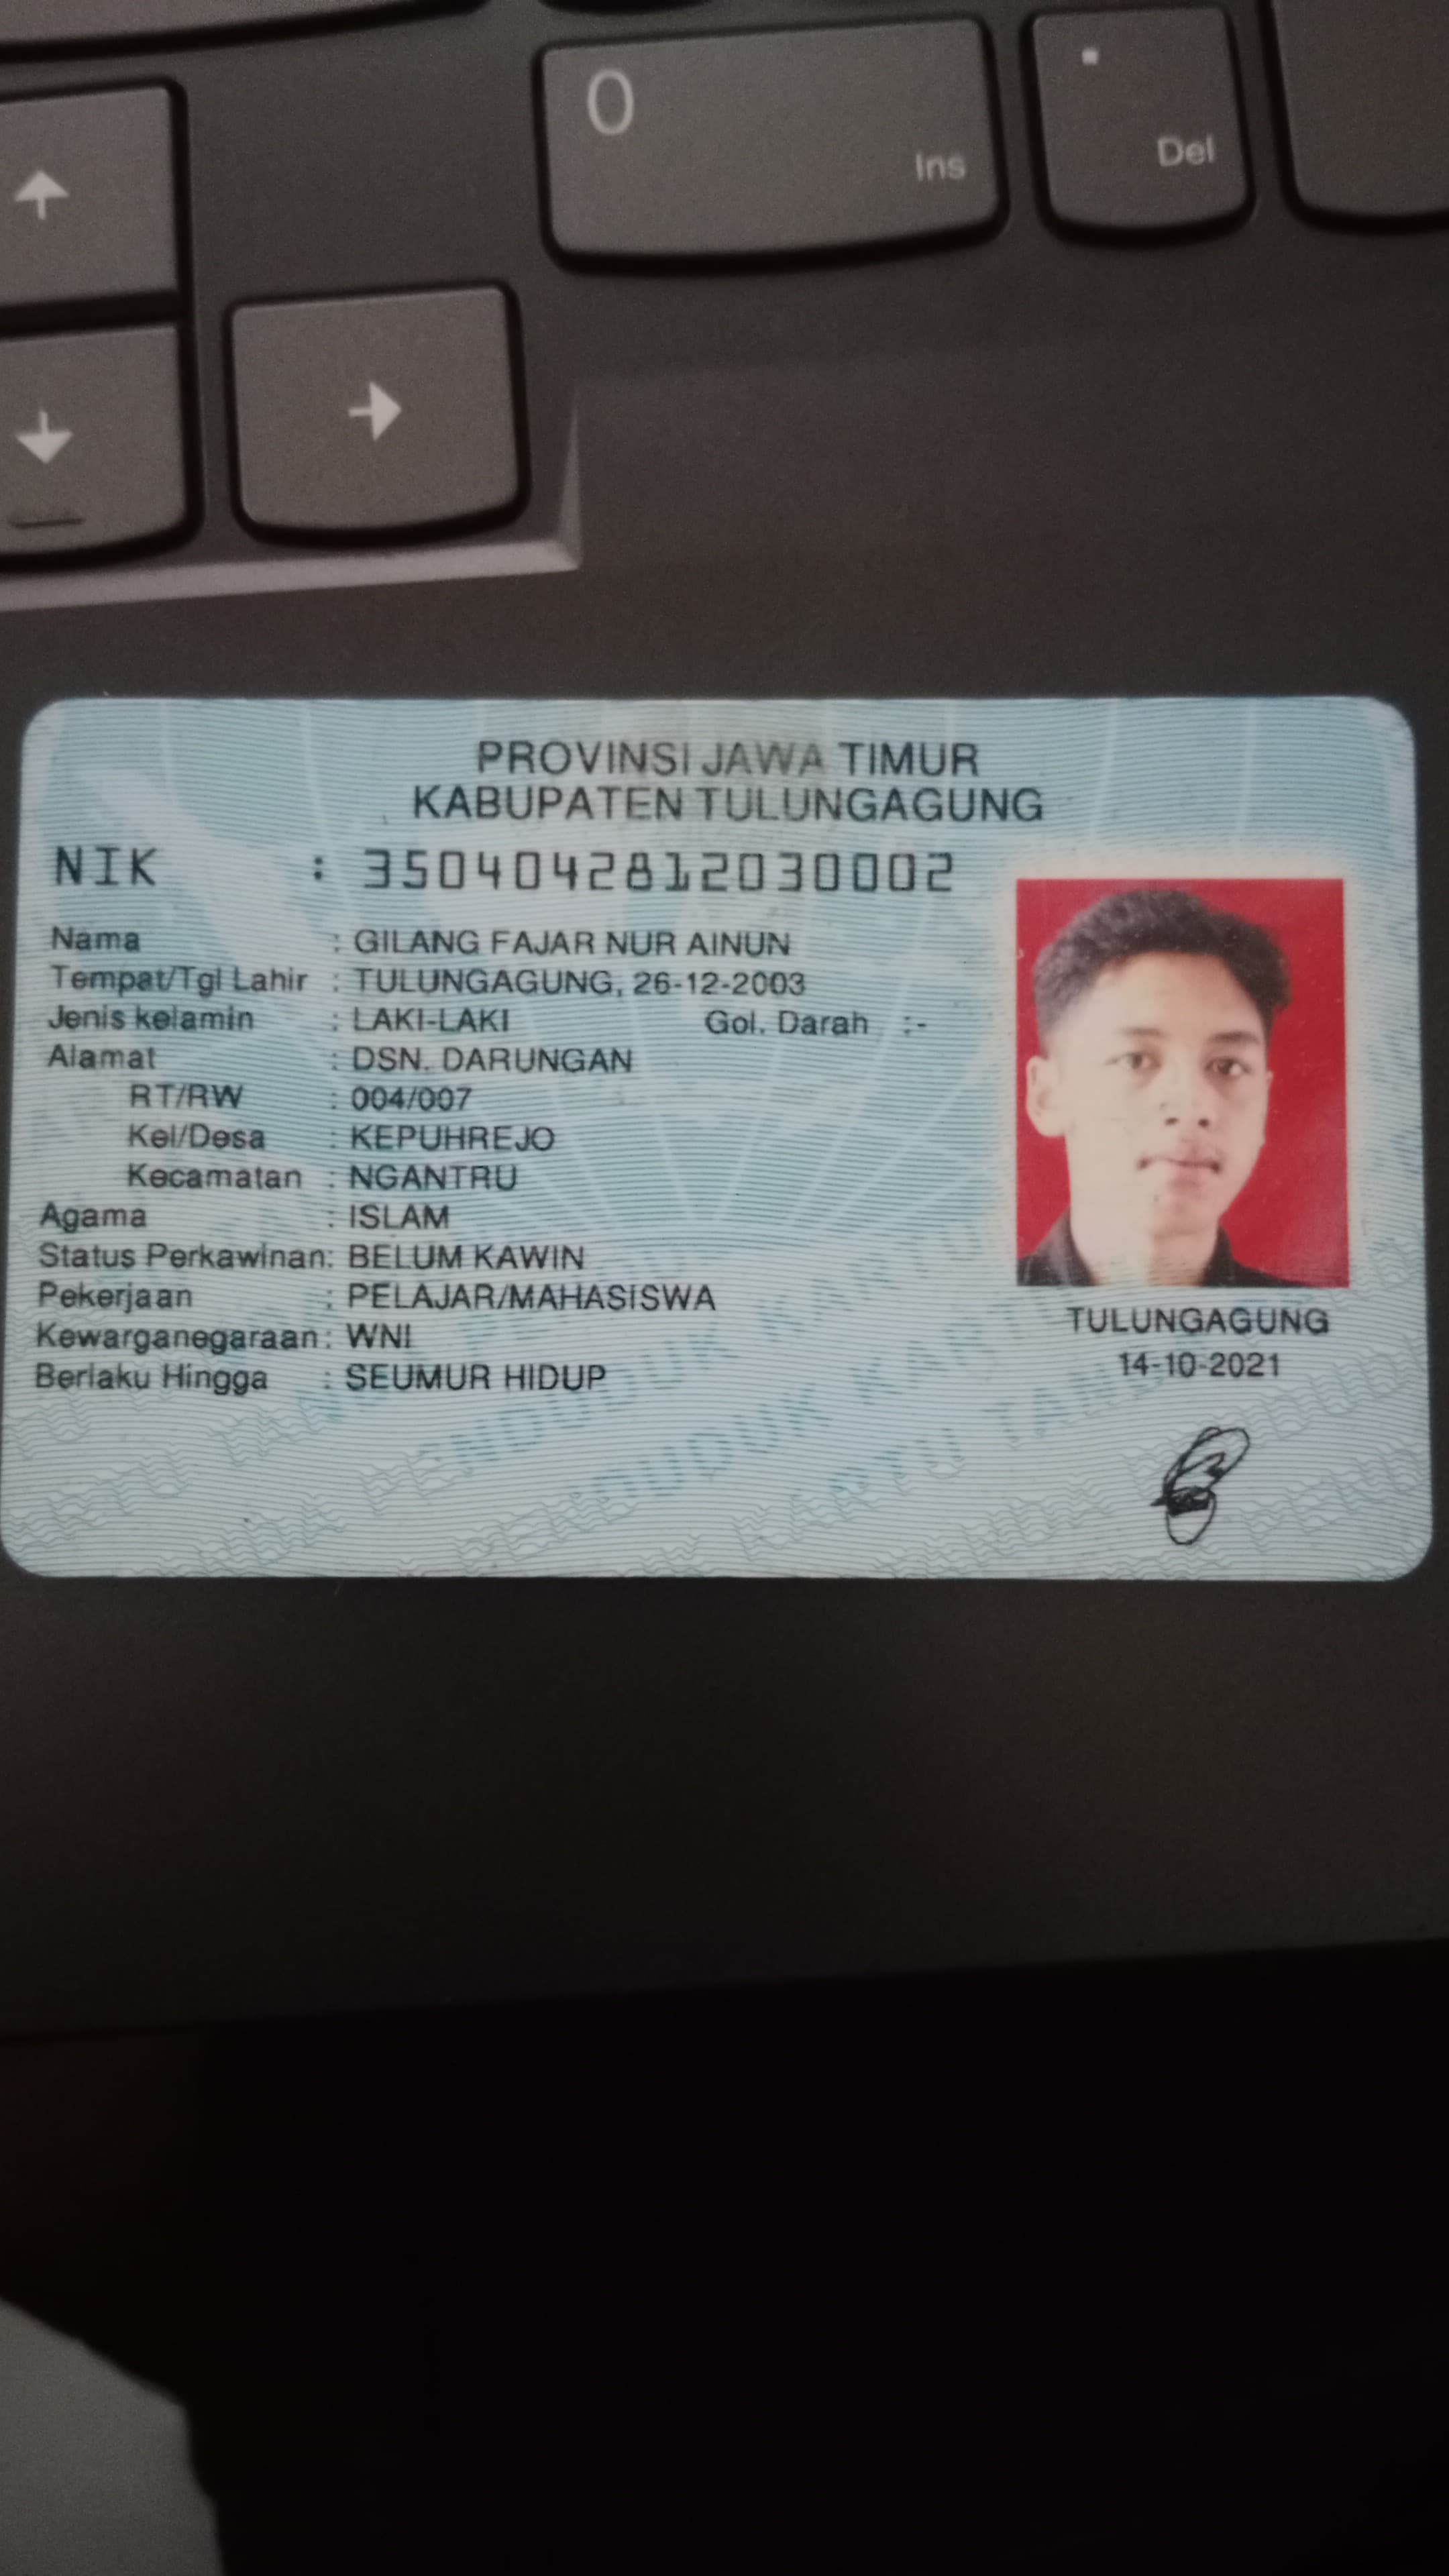 0
Ins
.
Del
PROVINSI JAWA TIMUR
KABUPATEN TULUNGAGUNG
NIK : 3504042812030002
Nama : GILANG FAJAR NUR AINUN
Tempat/Tgl Lahir : TULUNGAGUNG, 26-12-2003
Jenis kelamin : LAKI-LAKI Gol. Darah :-
Alamat : DSN. DARUNGAN
RT/RW : 004/007
Kel/Desa : KEPUHREJO
Kecamatan : NGANTRU
Agama : ISLAM
Status Perkawinan: BELUM KAWIN
Pekerjaan : PELAJAR/MAHASISWA
Kewarganegaraan: WNI
Berlaku Hingga : SEUMUR HIDUP
TULUNGAGUNG
14-10-2021